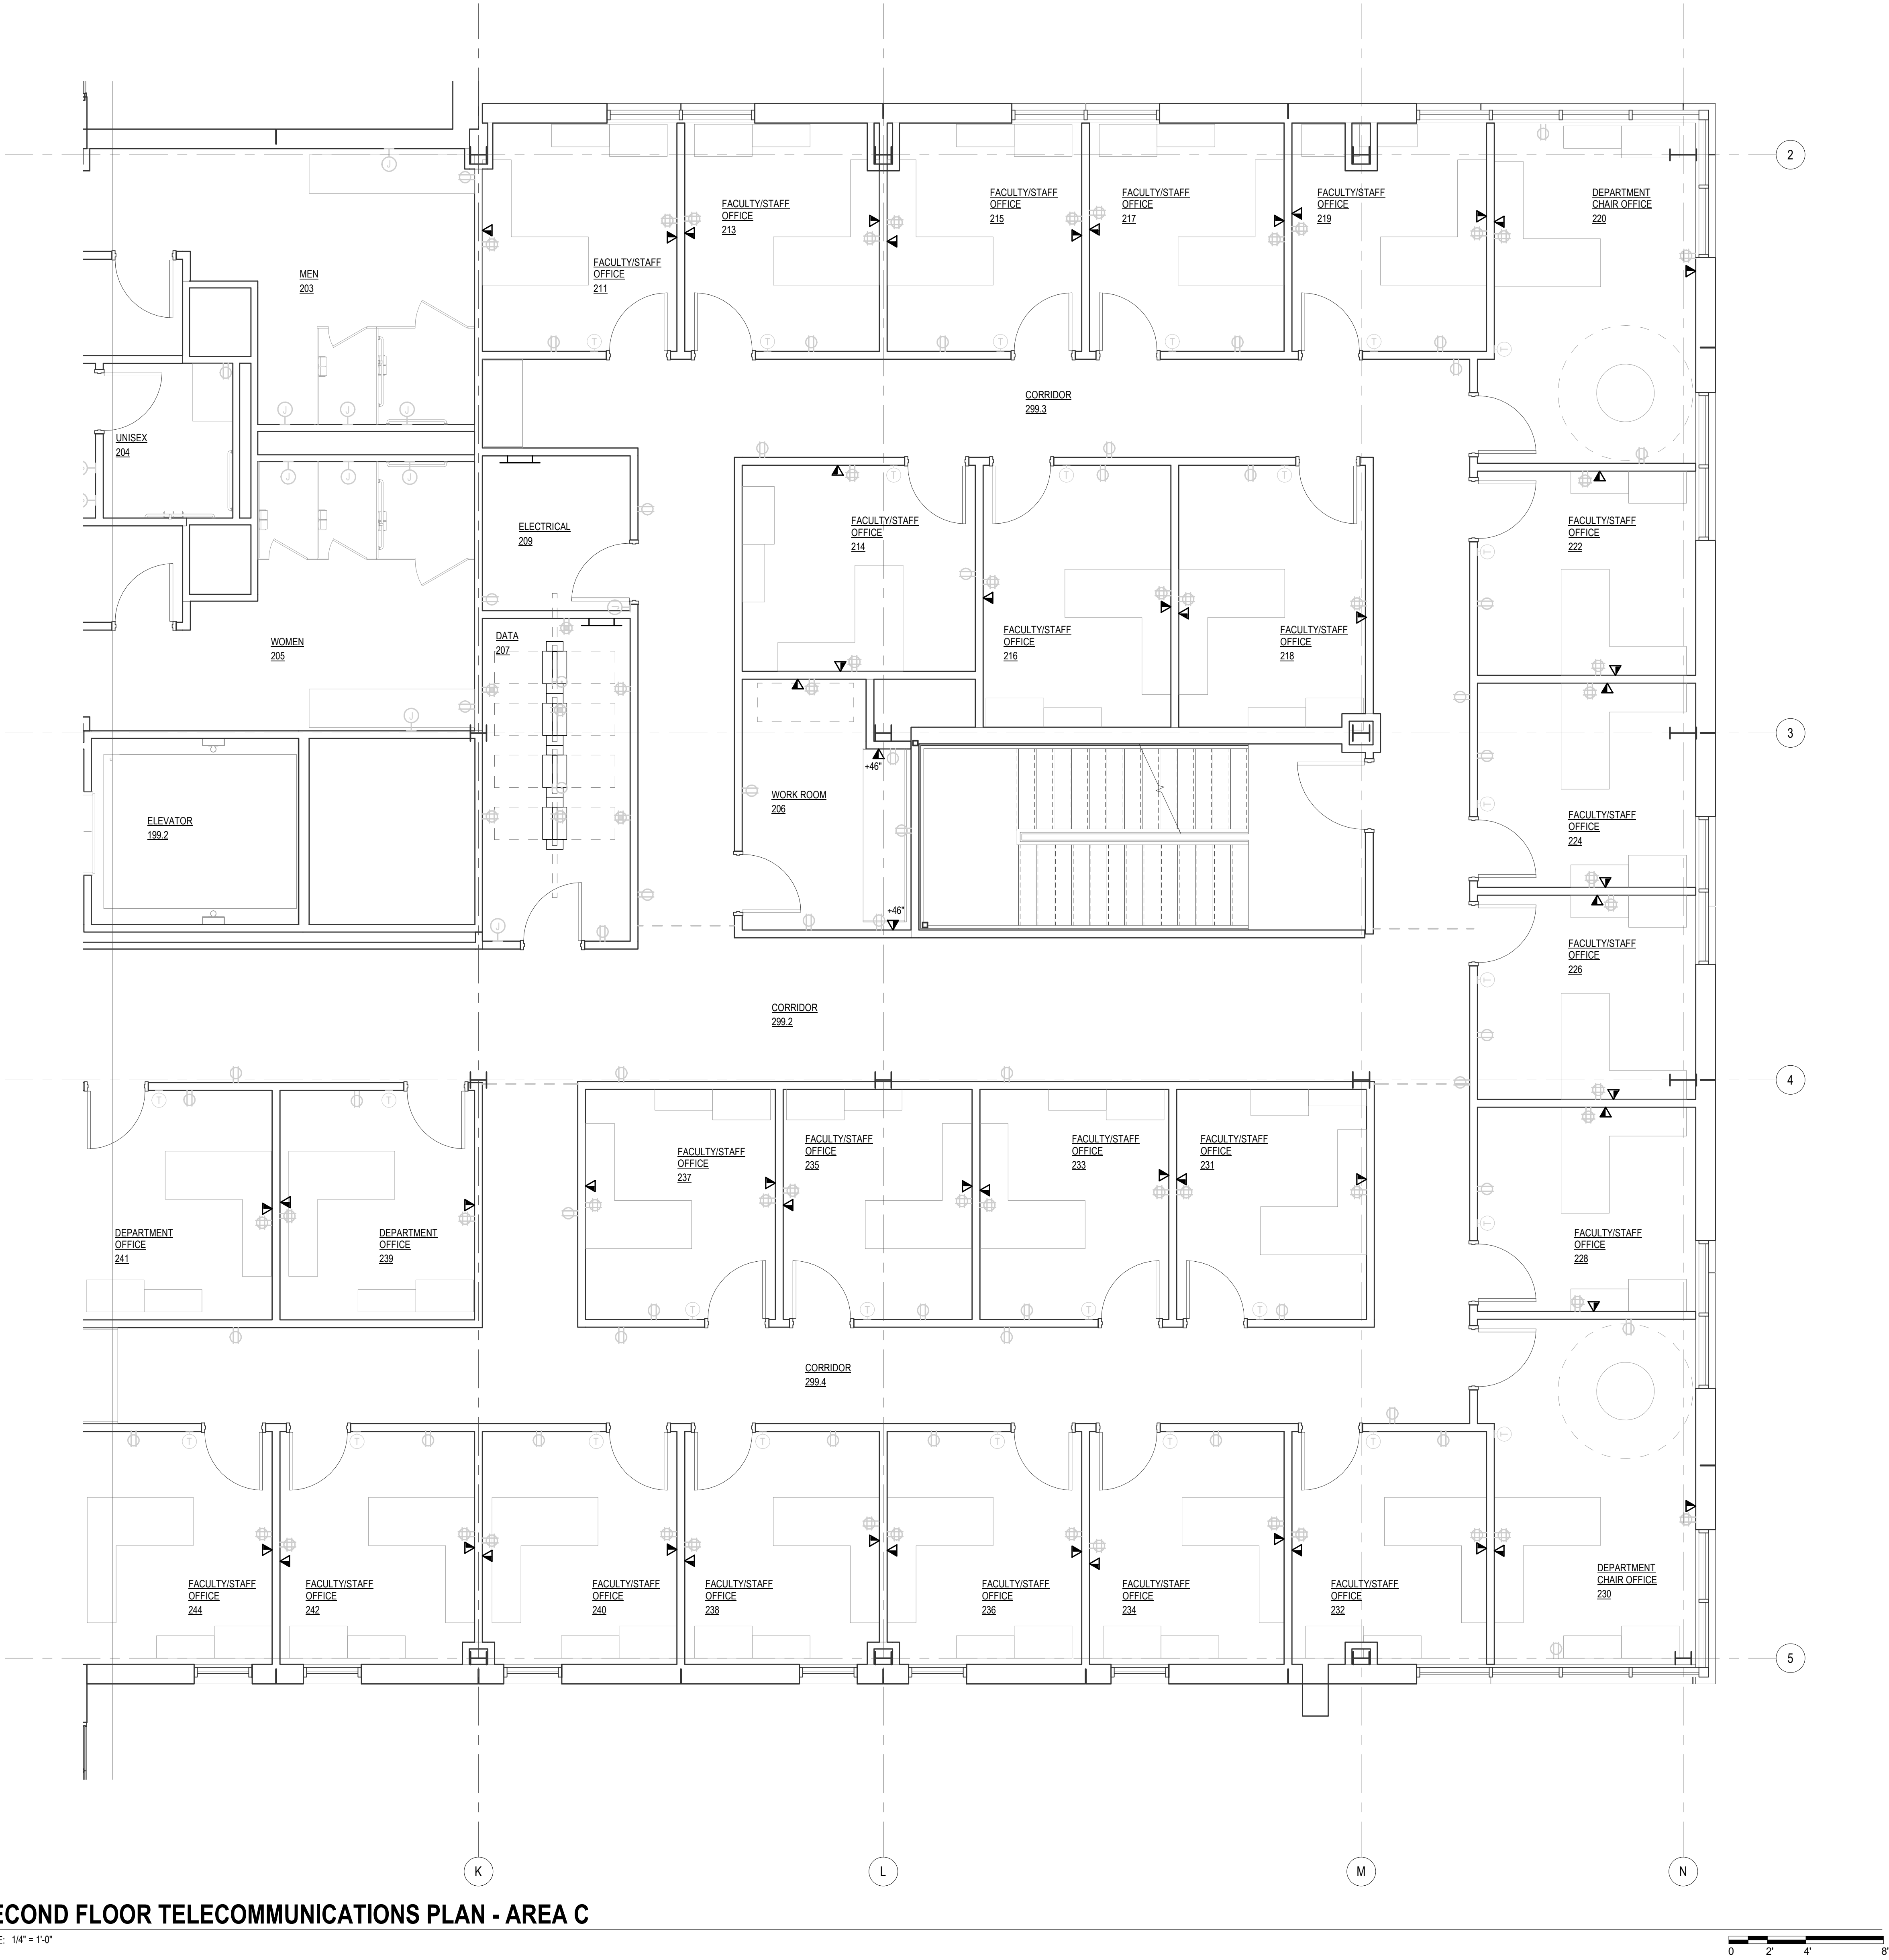 2
FACULTY/STAFF
OFFICE
211
FACULTY/STAFF
OFFICE
213
FACULTY/STAFF
OFFICE
215
FACULTY/STAFF
OFFICE
217
FACULTY/STAFF
OFFICE
219
DEPARTMENT
CHAIR OFFICE
220
MEN
203
UNISEX
204
CORRIDOR
299.3
ELECTRICAL
209
FACULTY/STAFF
OFFICE
214
FACULTY/STAFF
OFFICE
216
FACULTY/STAFF
OFFICE
218
FACULTY/STAFF
OFFICE
222
WOMEN
205
DATA
207
3
+46"
WORK ROOM
206
ELEVATOR
199.2
FACULTY/STAFF
OFFICE
224
+46"
FACULTY/STAFF
OFFICE
226
CORRIDOR
299.2
4
DEPARTMENT
OFFICE
241
DEPARTMENT
OFFICE
239
FACULTY/STAFF
OFFICE
237
FACULTY/STAFF
OFFICE
235
FACULTY/STAFF
OFFICE
233
FACULTY/STAFF
OFFICE
231
FACULTY/STAFF
OFFICE
228
CORRIDOR
299.4
FACULTY/STAFF
OFFICE
244
FACULTY/STAFF
OFFICE
242
FACULTY/STAFF
OFFICE
240
FACULTY/STAFF
OFFICE
238
FACULTY/STAFF
OFFICE
236
FACULTY/STAFF
OFFICE
234
FACULTY/STAFF
OFFICE
232
DEPARTMENT
CHAIR OFFICE
230
5
K
L
M
N
ECOND FLOOR TELECOMMUNICATIONS PLAN - AREA C
E: 1/4" = 1'-0"
0 2' 4' 8'